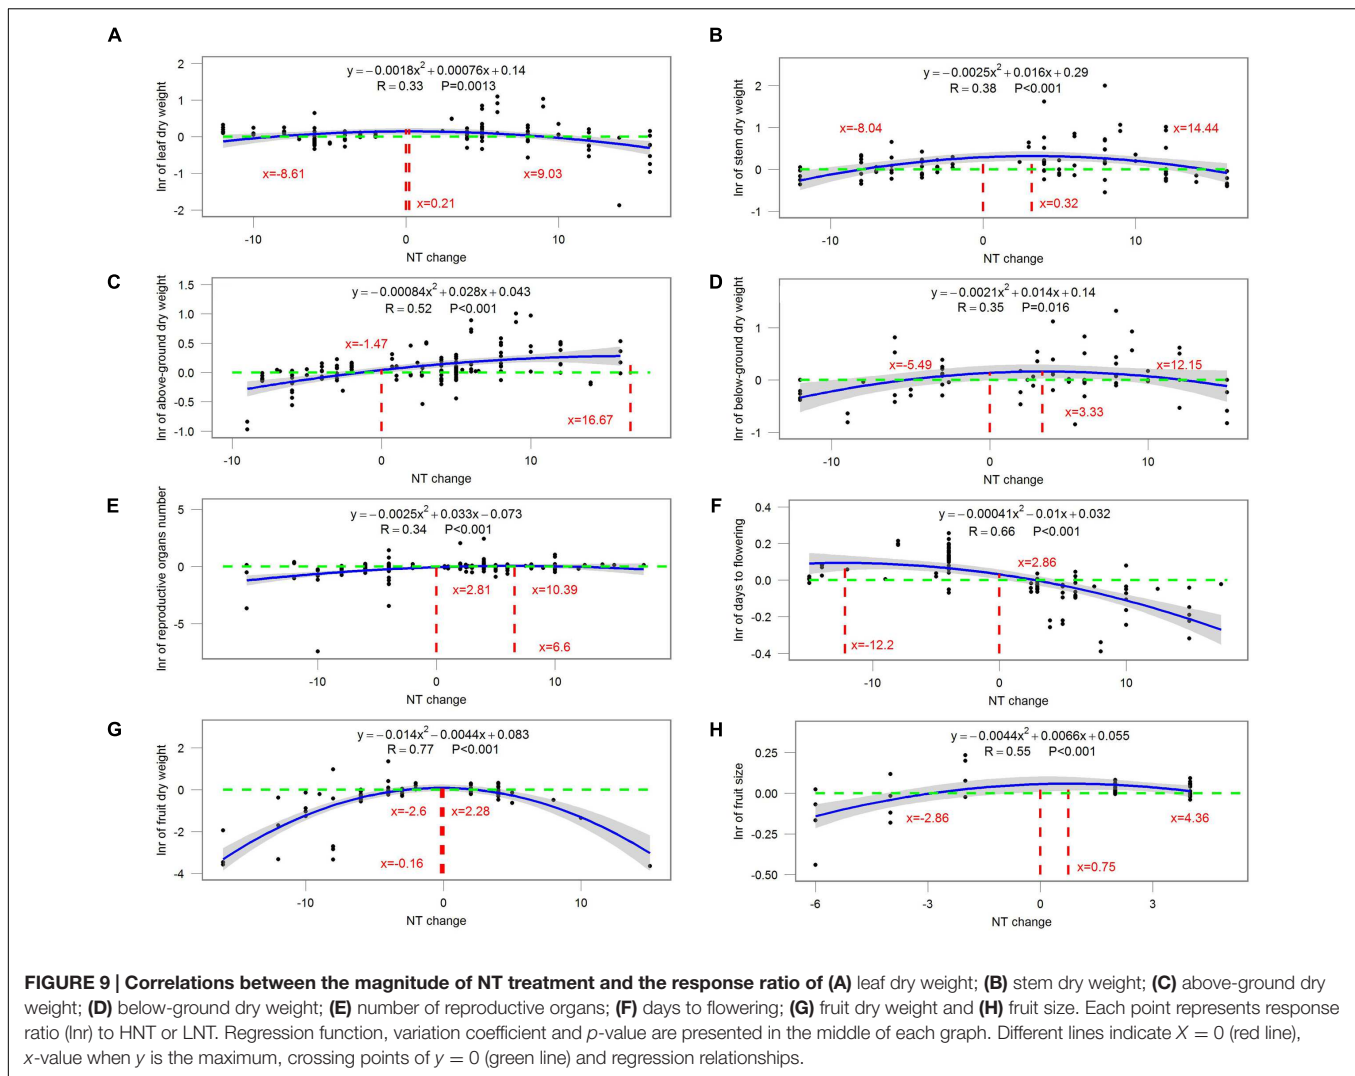 A
y = −0.0018x² + 0.00076x + 0.14
R = 0.33 P=0.0013
lnr of leaf dry weight
2
1
0
-1
-2
x=-8.61
x=9.03
x=0.21
-10 0 10
NT change
B
y = −0.0025x² + 0.016x + 0.29
R = 0.38 P<0.001
lnr of stem dry weight
2
1
0
-1
x=-8.04
x=14.44
x=0.32
-10 0 10
NT change
C
y = −0.00084x² + 0.028x + 0.043
R = 0.52 P<0.001
lnr of above-ground dry weight
1.5
1.0
0.5
0.0
-0.5
-1.0
x=-1.47
x=16.67
-10 0 10
NT change
D
y = −0.0021x² + 0.014x + 0.14
R = 0.35 P=0.016
lnr of below-ground dry weight
1
0
-1
x=-5.49
x=12.15
x=3.33
-10 0 10
NT change
E
y = −0.0025x² + 0.033x − 0.073
R = 0.34 P<0.001
lnr of reproductive organs number
5
0
-5
x=2.81
x=10.39
x=6.6
-10 0 10
NT change
F
y = −0.00041x² − 0.01x + 0.032
R = 0.66 P<0.001
lnr of days to flowering
0.4
0.2
0.0
-0.2
-0.4
x=2.86
x=-12.2
-10 0 10
NT change
G
y = −0.014x² − 0.0044x + 0.083
R = 0.77 P<0.001
lnr of fruit dry weight
2
0
-2
-4
x=-2.6
x=2.28
x=-0.16
-10 0 10
NT change
H
y = −0.0044x² + 0.0066x + 0.055
R = 0.55 P<0.001
lnr of fruit size
0.25
0.00
-0.25
-0.50
x=-2.86
x=4.36
x=0.75
-6 -3 0 3
NT change
FIGURE 9 | Correlations between the magnitude of NT treatment and the response ratio of (A) leaf dry weight; (B) stem dry weight; (C) above-ground dry
weight; (D) below-ground dry weight; (E) number of reproductive organs; (F) days to flowering; (G) fruit dry weight and (H) fruit size. Each point represents response
ratio (lnr) to HNT or LNT. Regression function, variation coefficient and p-value are presented in the middle of each graph. Different lines indicate X = 0 (red line),
x-value when y is the maximum, crossing points of y = 0 (green line) and regression relationships.